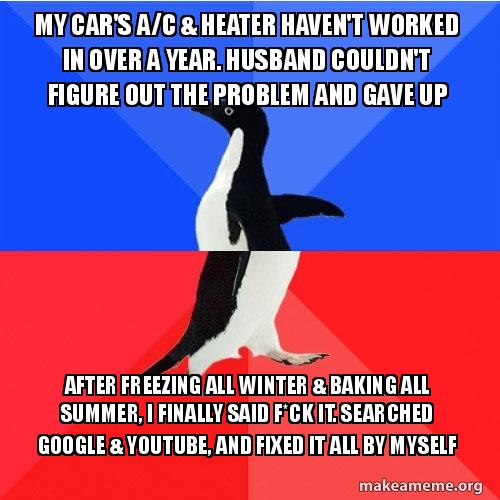 MY CAR'S A/C & HEATER HAVEN'T WORKED
IN OVER A YEAR. HUSBAND COULDN'T
FIGURE OUT THE PROBLEM AND GAVE UP
AFTER FREEZING ALL WINTER & BAKING ALL
SUMMER, I FINALLY SAID F*CK IT. SEARCHED
GOOGLE & YOUTUBE, AND FIXED IT ALL BY MYSELF
makeameme.org